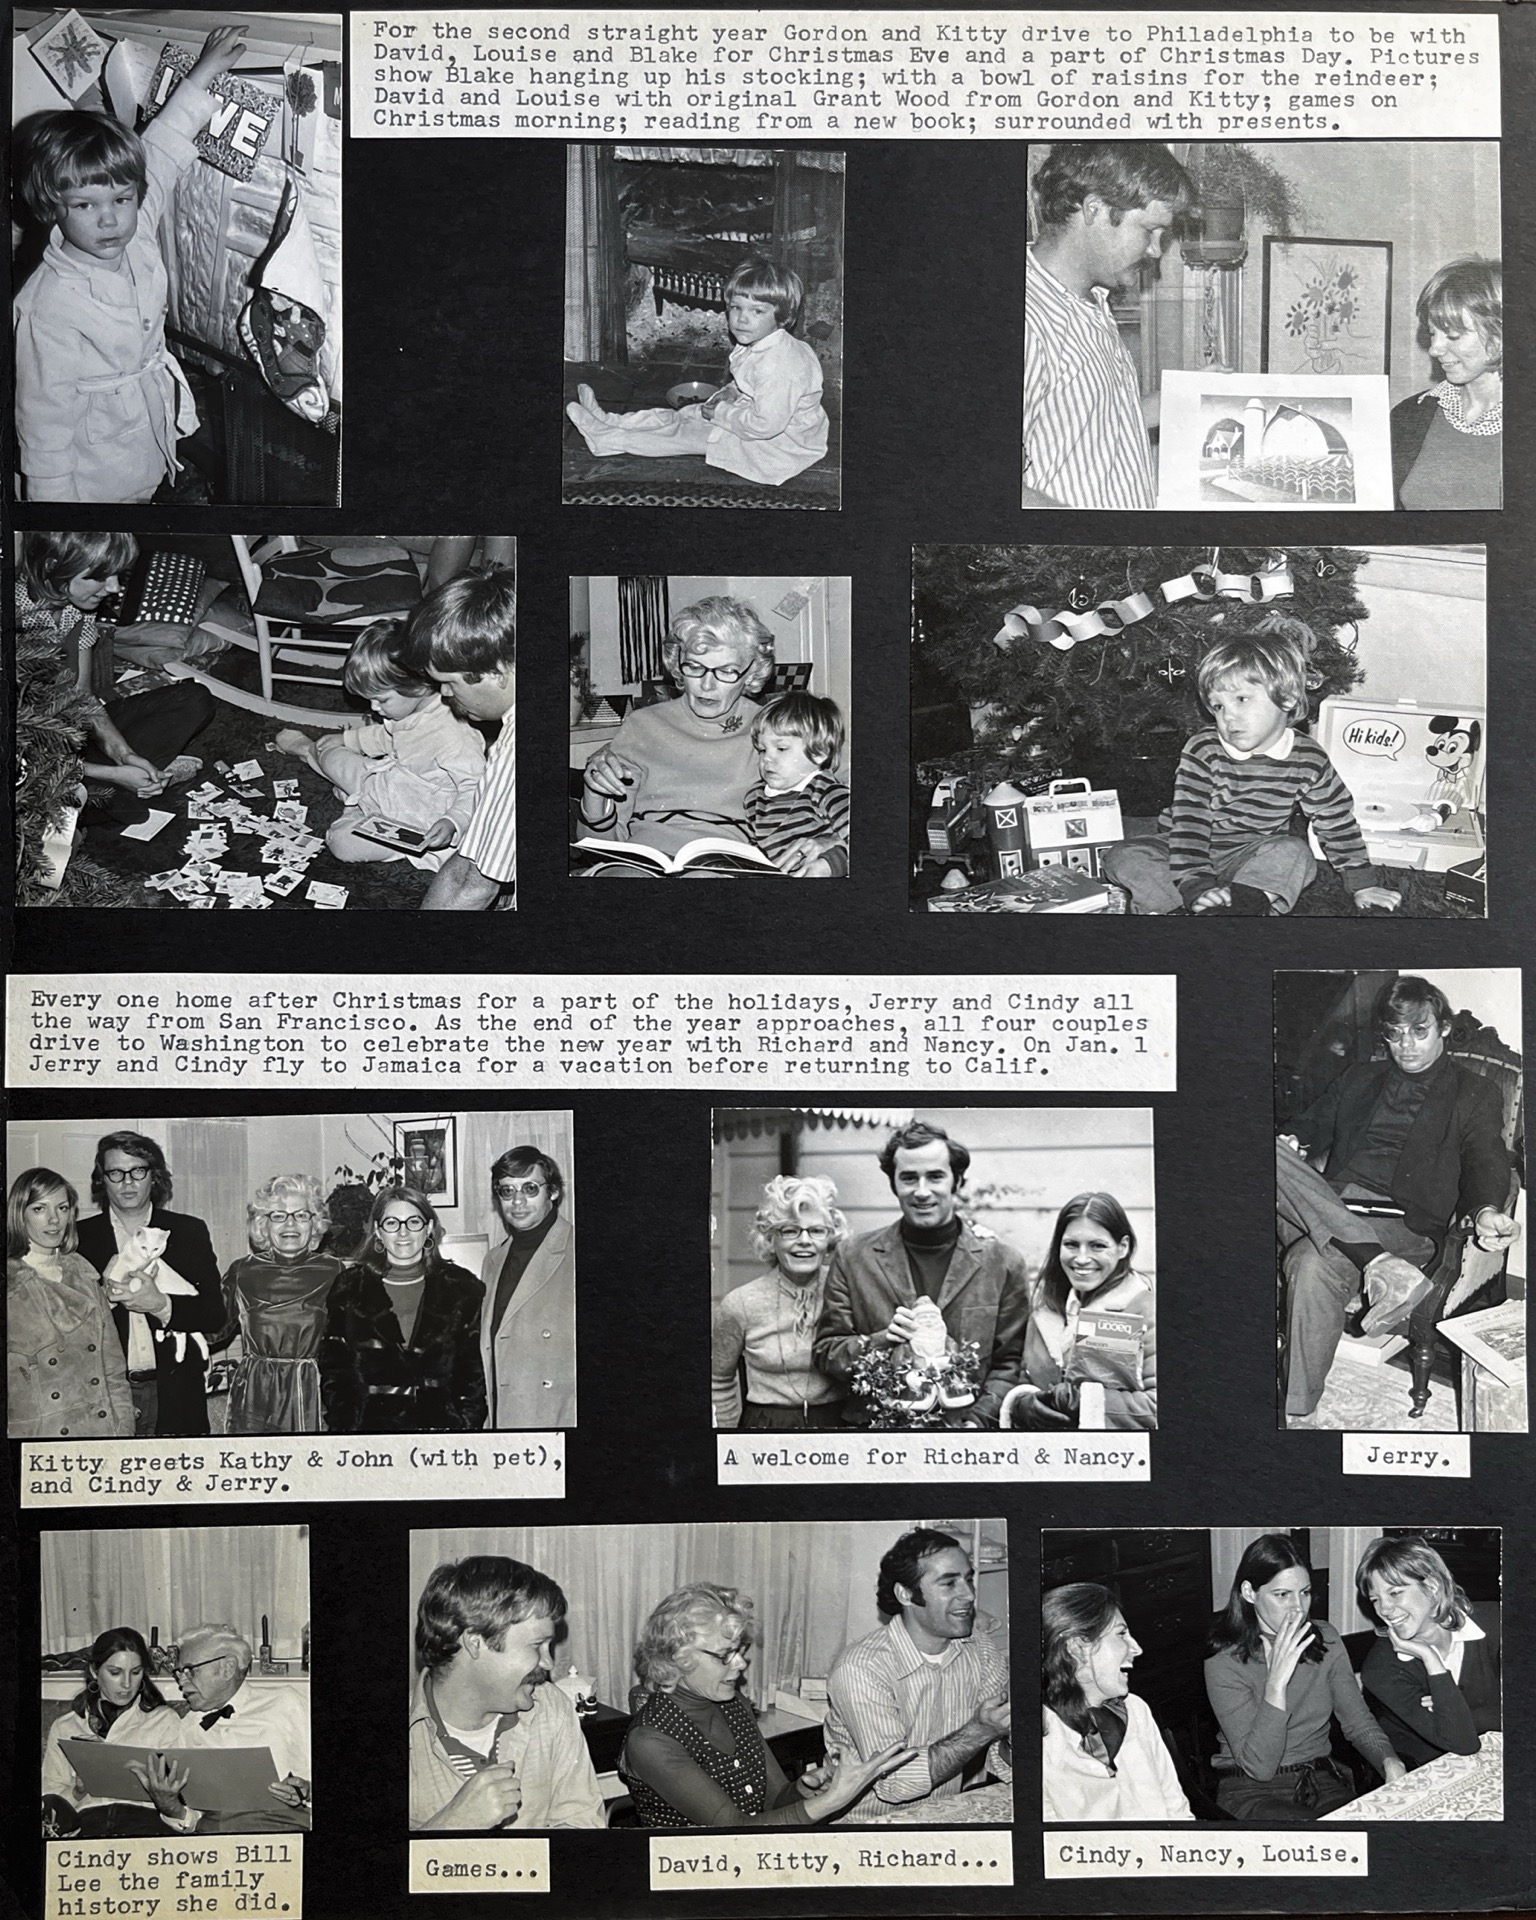 For the second straight year Gordon and Kitty drive to Philadelphia to be with
David, Louise and Blake for Christmas Eve and a part of Christmas Day. Pictures
show Blake hanging up his stocking; with a bowl of raisins for the reindeer;
David and Louise with original Grant Wood from Gordon and Kitty; games on
Christmas morning; reading from a new book; surrounded with presents.
VE
Hi kids!
Every one home after Christmas for a part of the holidays, Jerry and Cindy all
the way from San Francisco. As the end of the year approaches, all four couples
drive to Washington to celebrate the new year with Richard and Nancy. On Jan. 1
Jerry and Cindy fly to Jamaica for a vacation before returning to Calif.
bacon
Kitty greets Kathy & John (with pet),
and Cindy & Jerry.
A welcome for Richard & Nancy.
Jerry.
Cindy shows Bill
Lee the family
history she did.
Games...
David, Kitty, Richard...
Cindy, Nancy, Louise.